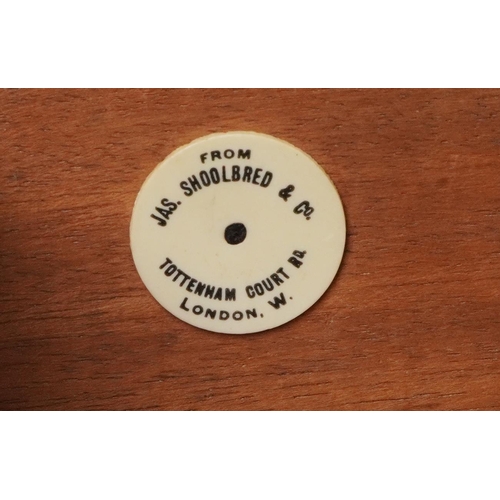 FROM
JAS. SHOOLBRED & CO.
TOTTENHAM COURT RD.
LONDON, W.